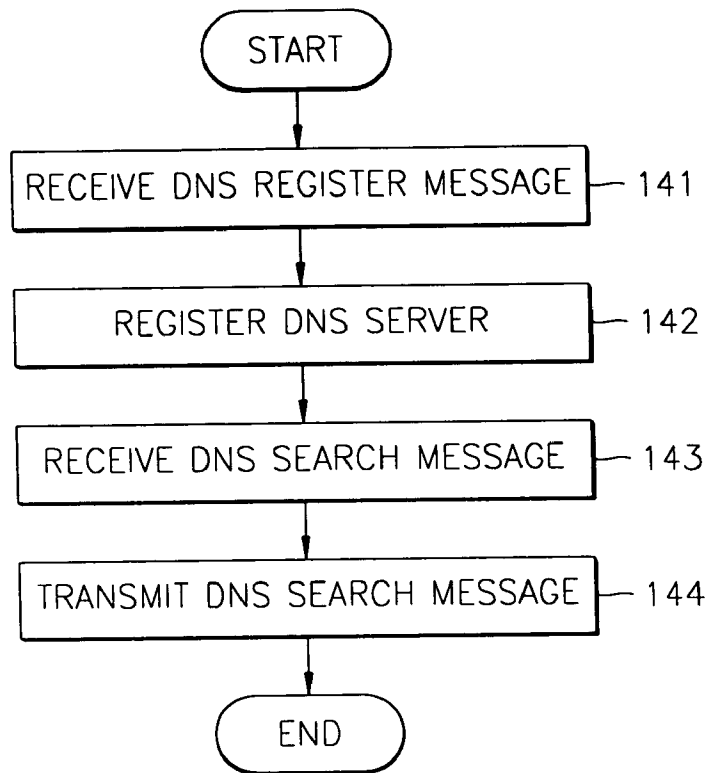 START
RECEIVE DNS REGISTER MESSAGE 141
REGISTER DNS SERVER 142
RECEIVE DNS SEARCH MESSAGE 143
TRANSMIT DNS SEARCH MESSAGE 144
END